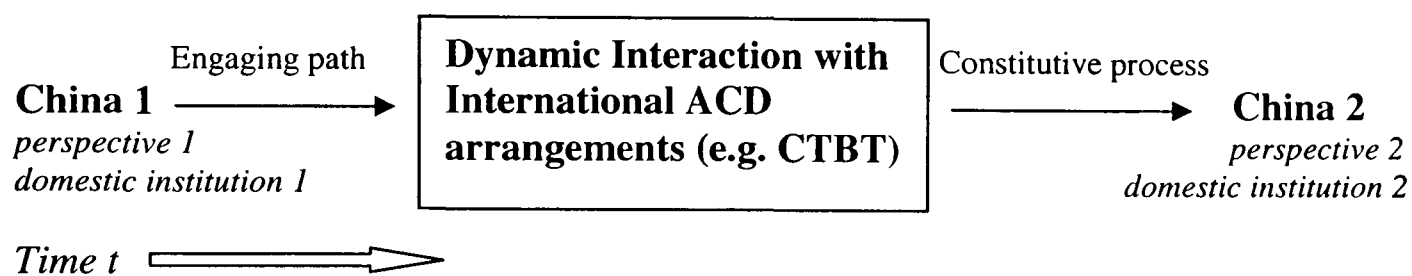 Engaging path
Dynamic Interaction with
International ACD
arrangements (e.g. CTBT)
Constitutive process
China 1
perspective 1
domestic institution 1
China 2
perspective 2
domestic institution 2
Time t